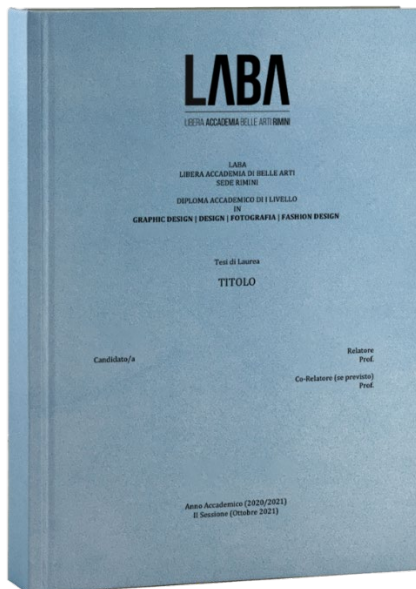 LABA
LIBERA ACCADEMIA BELLE ARTI RIMINI
LABA
LIBERA ACCADEMIA DI BELLE ARTI
SEDE RIMINI
DIPLOMA ACCADEMICO DI I LIVELLO
IN
GRAPHIC DESIGN | DESIGN | FOTOGRAFIA | FASHION DESIGN
Tesi di Laurea
TITOLO
Candidato/a
Relatore
Prof.
Co-Relatore (se previsto)
Prof.
Anno Accademico (2020/2021)
II Sessione (Ottobre 2021)